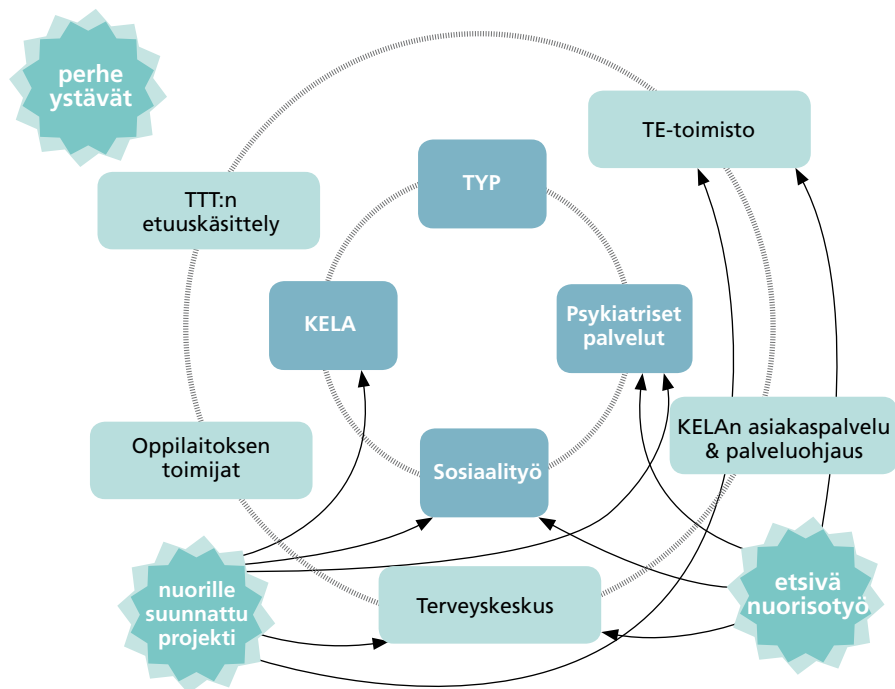 perhe
ystävät
TE-toimisto
TYP
TTT:n
etuuskäsittely
KELA
Psykiatriset
palvelut
Oppilaitoksen
toimijat
KELAn asiakaspalvelu
& palveluohjaus
Sosiaalityö
nuorille
suunnattu
projekti
Terveyskeskus
etsivä
nuorisotyö